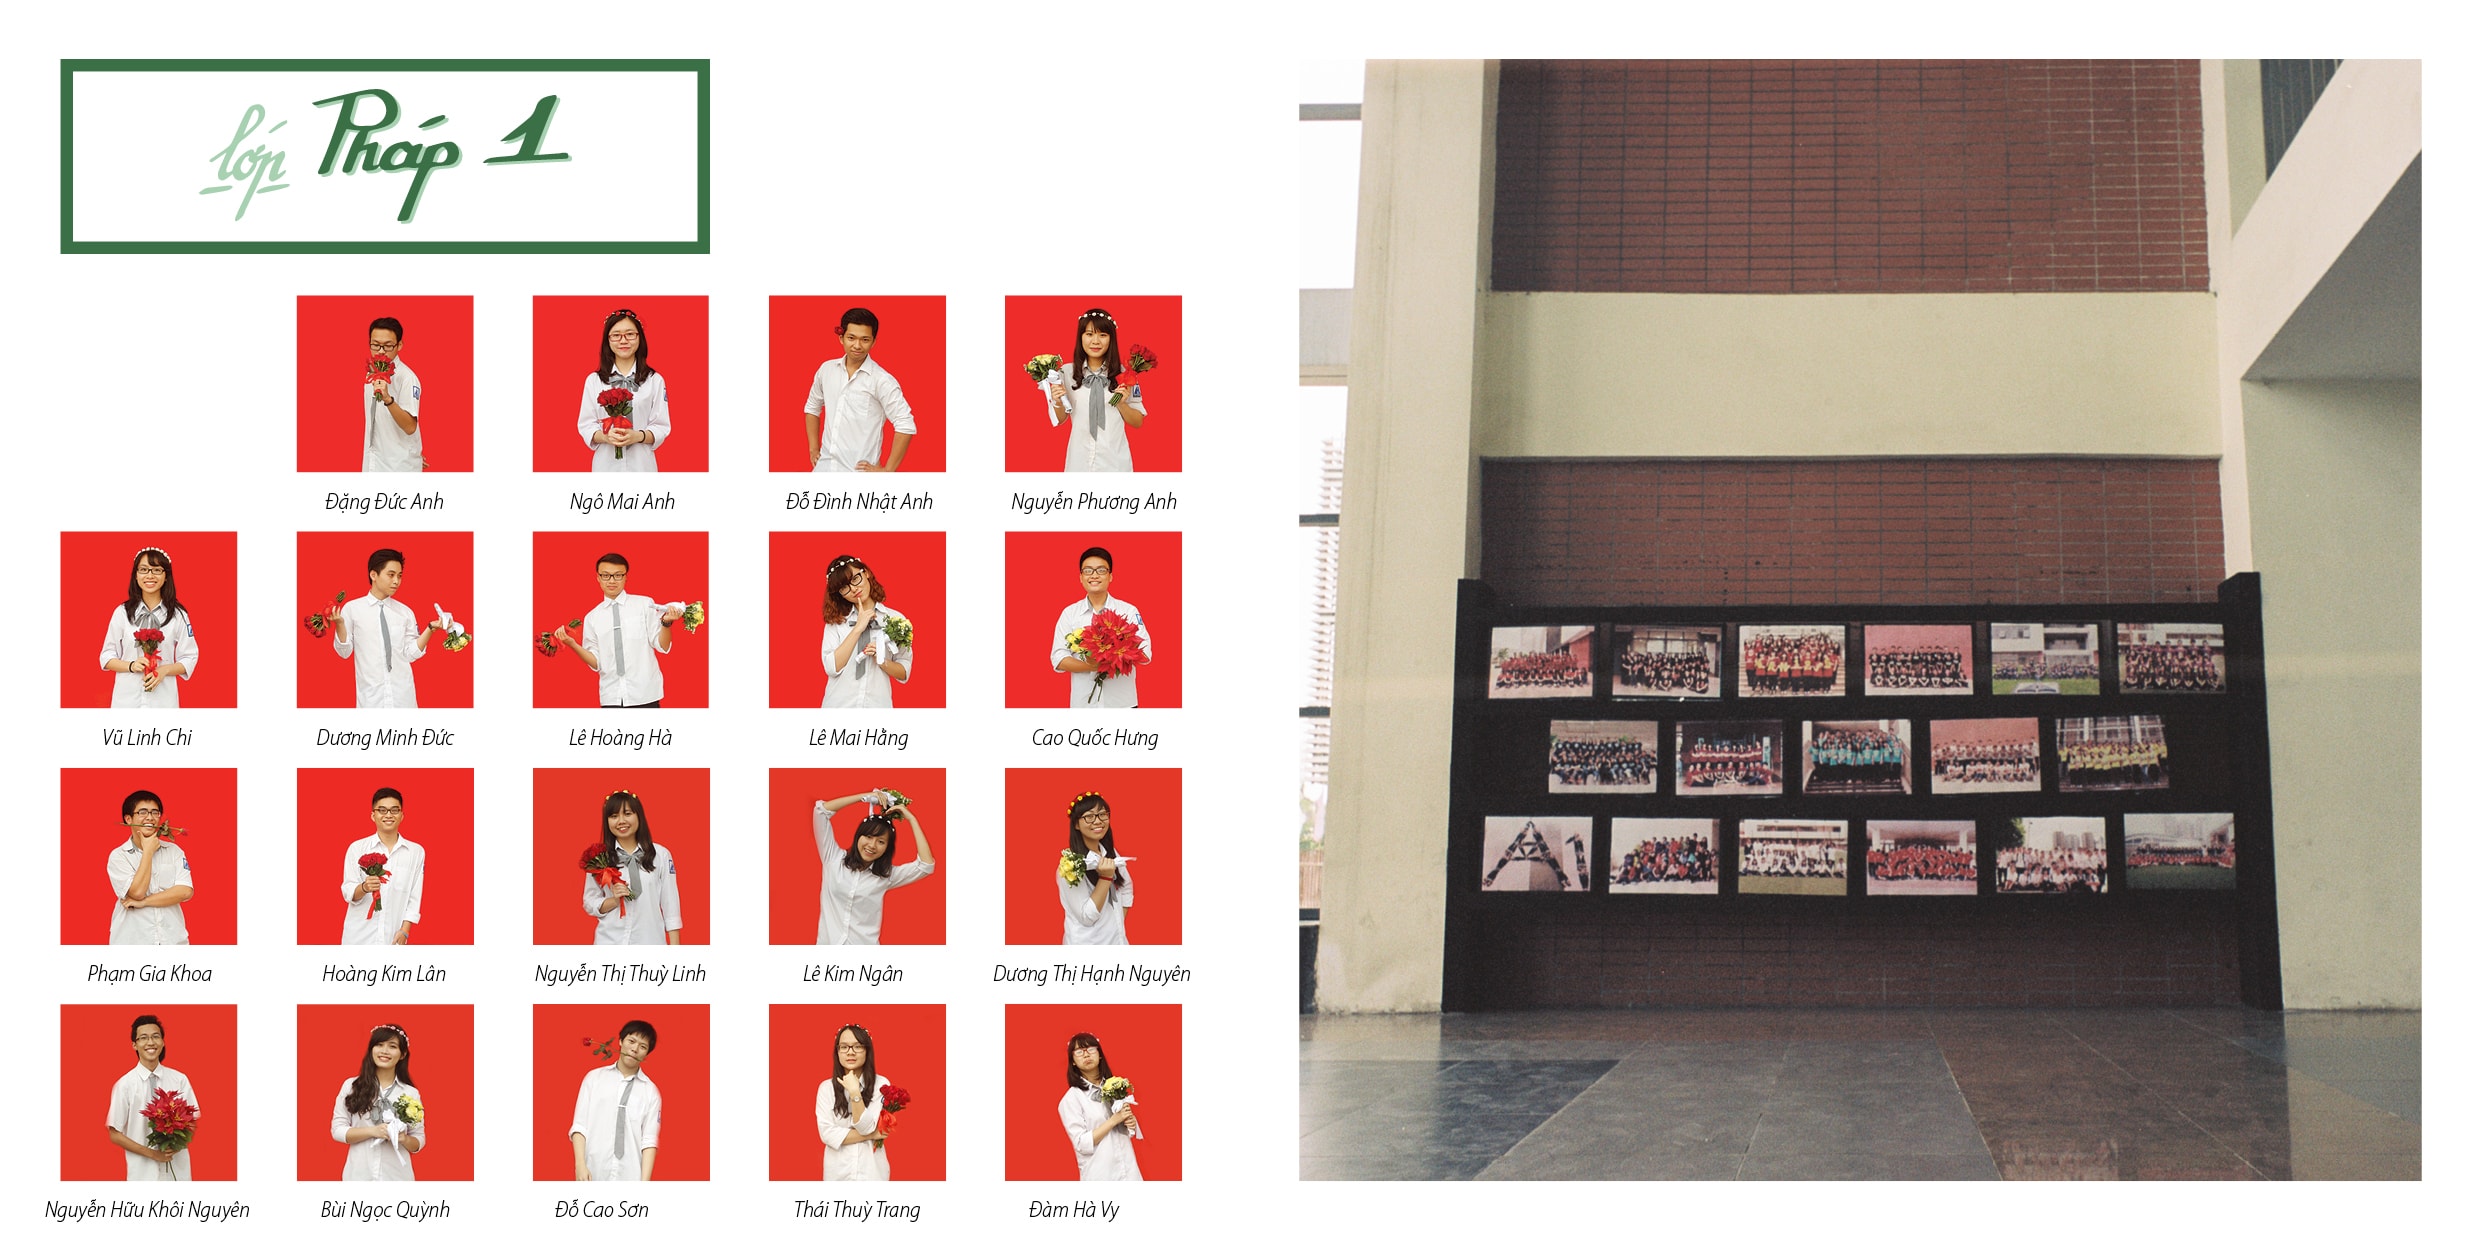 lớp Pháp 1
Đặng Đức Anh
Ngô Mai Anh
Đỗ Đình Nhật Anh
Nguyễn Phương Anh
Vũ Linh Chi
Dương Minh Đức
Lê Hoàng Hà
Lê Mai Hằng
Cao Quốc Hưng
Phạm Gia Khoa
Hoàng Kim Lân
Nguyễn Thị Thuỳ Linh
Lê Kim Ngân
Dương Thị Hạnh Nguyên
Nguyễn Hữu Khôi Nguyên
Bùi Ngọc Quỳnh
Đỗ Cao Sơn
Thái Thuỳ Trang
Đàm Hà Vy